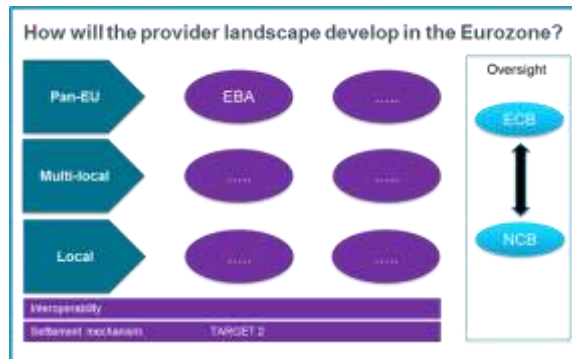 How will the provider landscape develop in the Eurozone?
Oversight
Pan-EU
EBA
.....
ECB
Multi-local
.....
.....
NCB
Local
.....
.....
Interoperability
Settlement mechanism TARGET 2